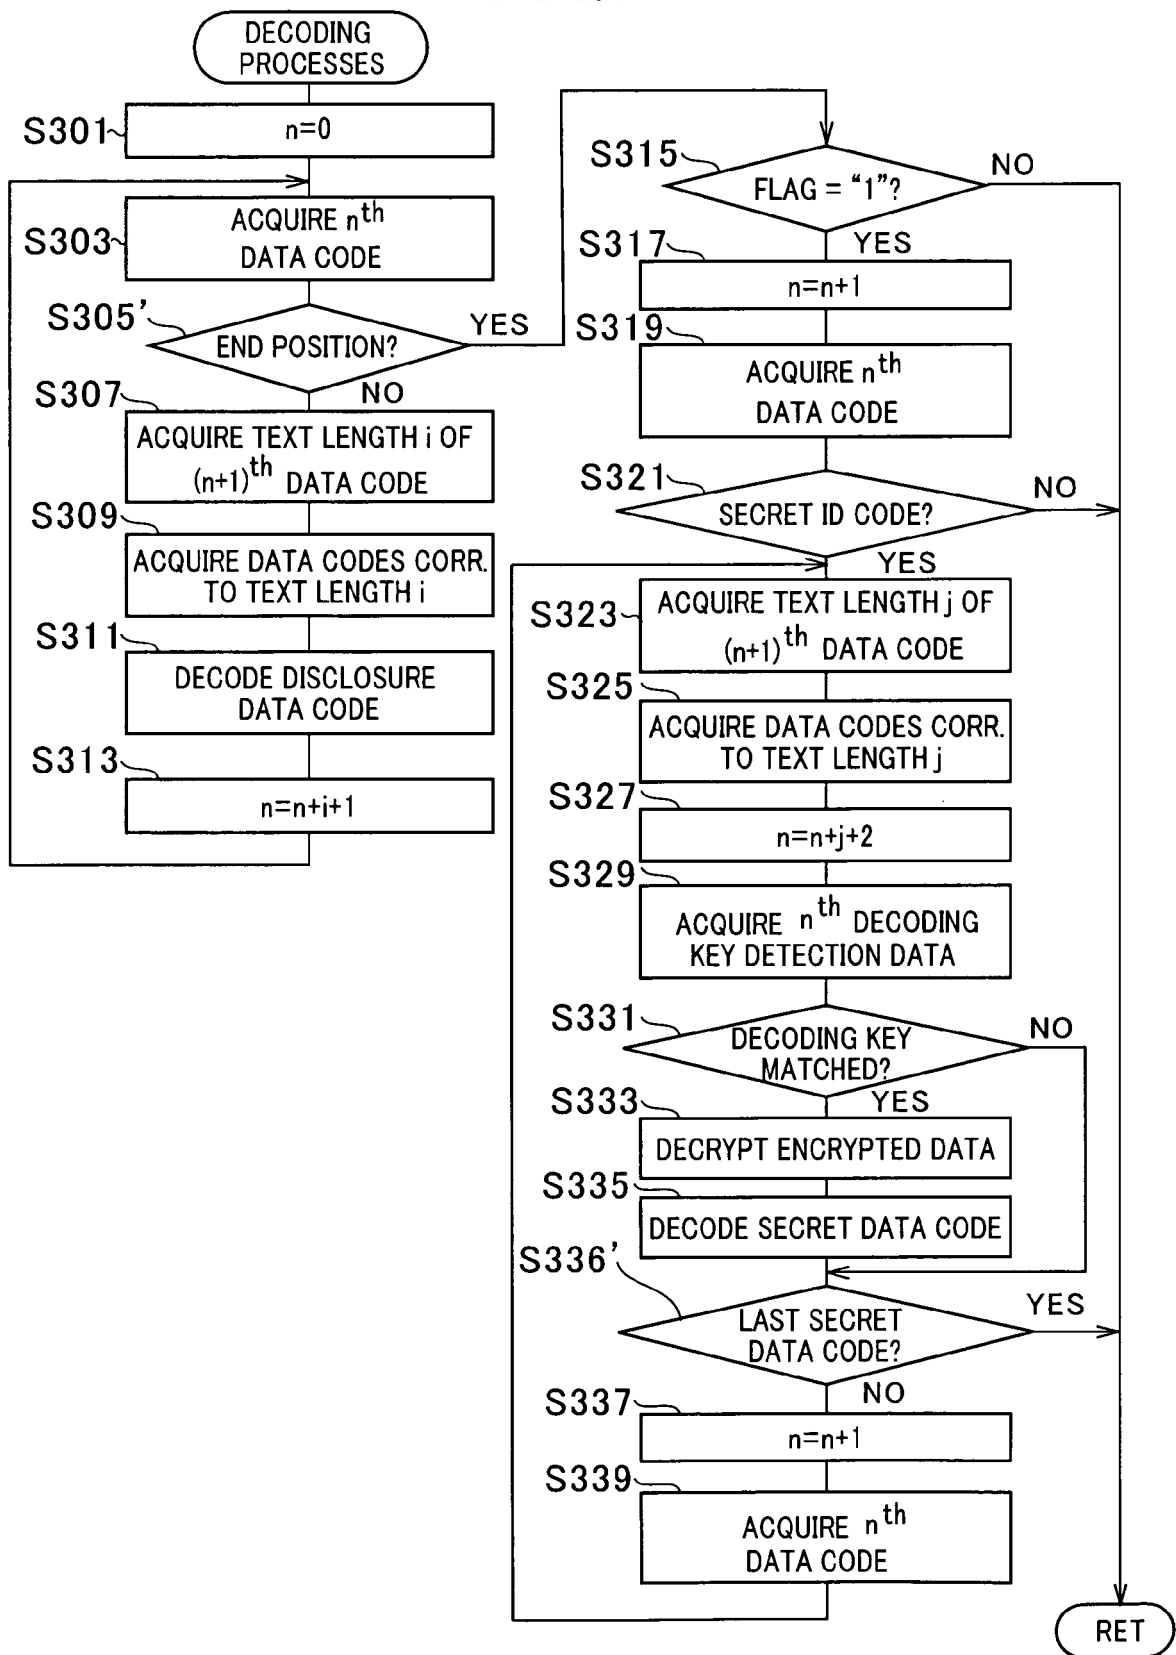 DECODING
PROCESSES
S301
n=0
S303
ACQUIRE nth
DATA CODE
S305'
END POSITION?
YES
NO
S307
ACQUIRE TEXT LENGTH i OF
(n+1)th DATA CODE
S309
ACQUIRE DATA CODES CORR.
TO TEXT LENGTH i
S311
DECODE DISCLOSURE
DATA CODE
S313
n=n+i+1
S315
FLAG = "1"?
NO
YES
S317
n=n+1
S319
ACQUIRE nth
DATA CODE
S321
SECRET ID CODE?
NO
YES
S323
ACQUIRE TEXT LENGTH j OF
(n+1)th DATA CODE
S325
ACQUIRE DATA CODES CORR.
TO TEXT LENGTH j
S327
n=n+j+2
S329
ACQUIRE nth DECODING
KEY DETECTION DATA
S331
DECODING KEY
MATCHED?
NO
YES
S333
DECRYPT ENCRYPTED DATA
S335
DECODE SECRET DATA CODE
S336'
LAST SECRET
DATA CODE?
YES
NO
S337
n=n+1
S339
ACQUIRE nth
DATA CODE
RET